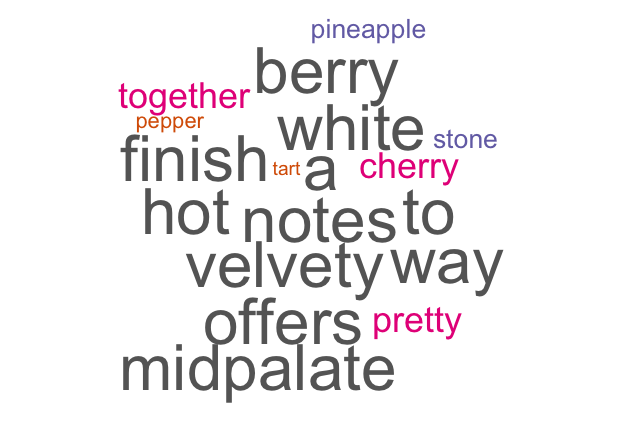 pineapple
berry
together
pepper
white
stone
finish
tart
a
cherry
hot
notes
to
velvety
way
offers
pretty
midpalate